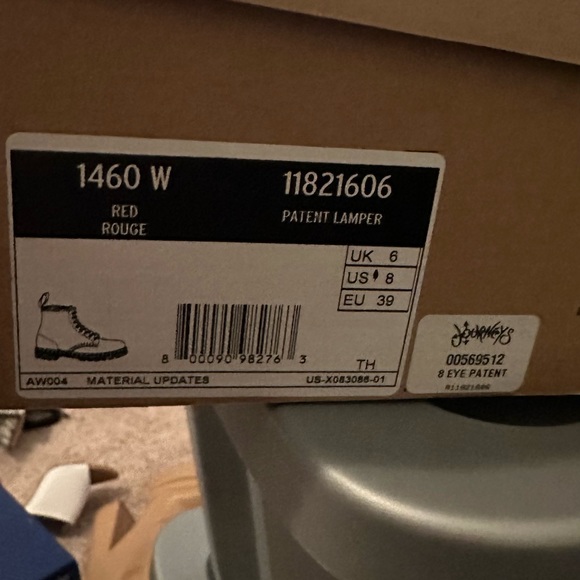 1460 W
11821606
RED
ROUGE
PATENT LAMPER
UK 6
US 8
EU 39
8 00090 98276 3
TH
AW004 MATERIAL UPDATES US-X083086-01
JOURNEYS
00569512
8 EYE PATENT
R11821606